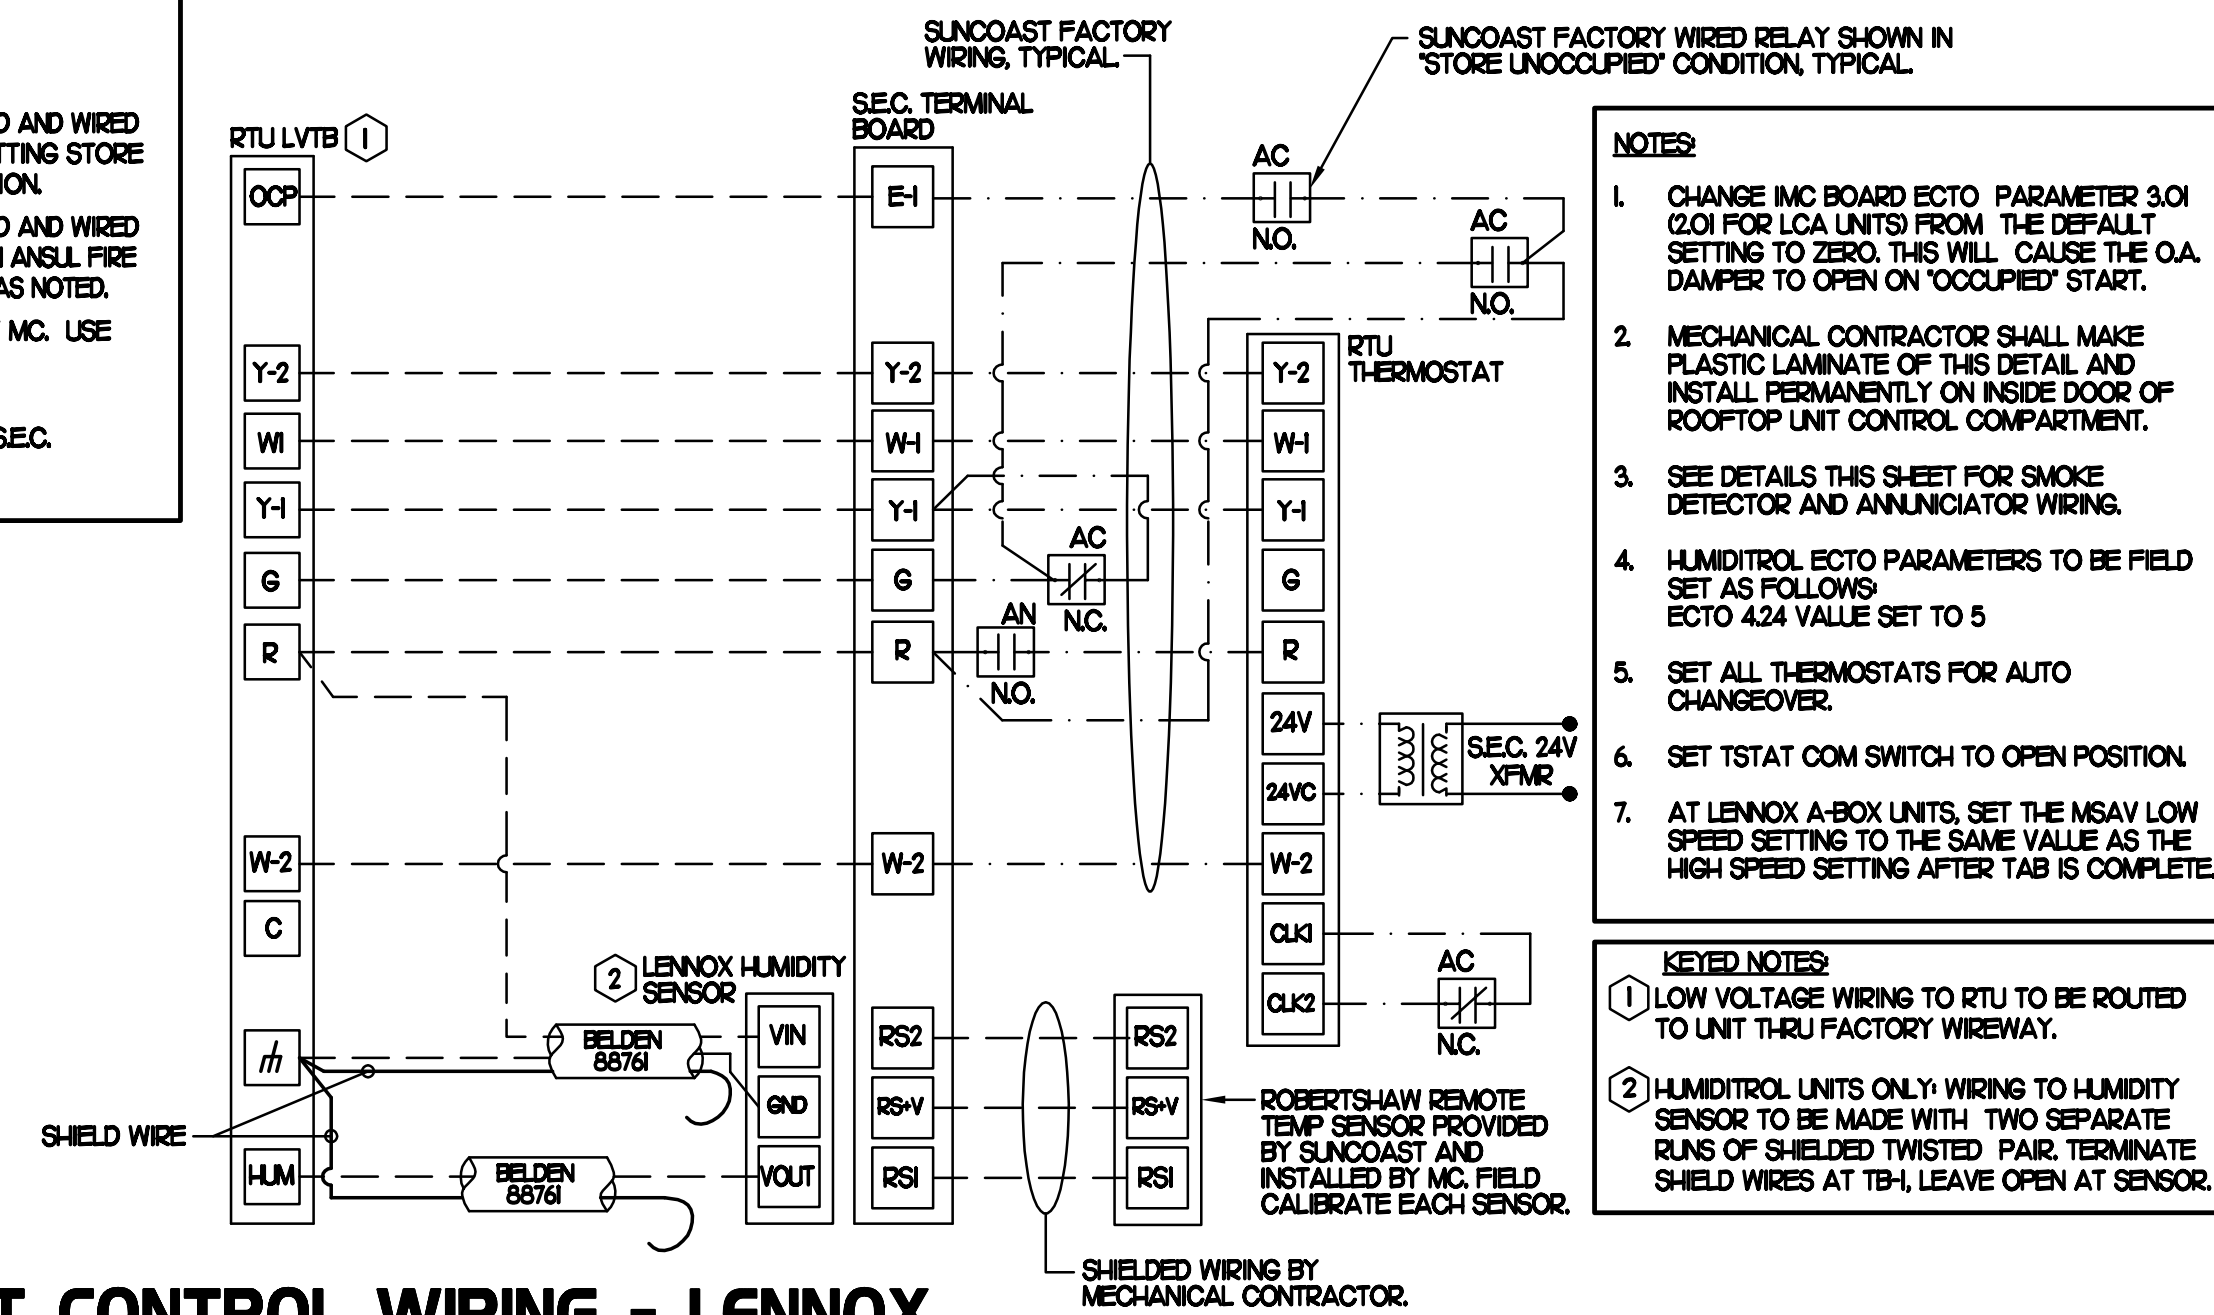 SUNCOAST FACTORY
WIRING, TYPICAL.
SUNCOAST FACTORY WIRED RELAY SHOWN IN
"STORE UNOCCUPIED" CONDITION, TYPICAL.
AND WIRED
STORE
AND WIRED
ANSUL FIRE
AS NOTED.
MC. USE
S.E.C.
RTU LVTB 1
OCP
Y-2
W1
Y-1
G
R
W-2
C
HUM
S.E.C. TERMINAL
BOARD
E-1
Y-2
W-1
Y-1
G
R
W-2
RS2
RS+V
RS1
AC
N.O.
AC
N.O.
AC
N.C.
AN
N.O.
RTU
THERMOSTAT
Y-2
W-1
Y-1
G
R
24V
24VC
W-2
CLK1
CLK2
S.E.C. 24V
XFMR
AC
N.C.
2 LENNOX HUMIDITY
SENSOR
VIN
GND
VOUT
BELDEN
88761
BELDEN
88761
SHIELD WIRE
RS2
RS+V
RS1
ROBERTSHAW REMOTE
TEMP SENSOR PROVIDED
BY SUNCOAST AND
INSTALLED BY MC. FIELD
CALIBRATE EACH SENSOR.
SHIELDED WIRING BY
MECHANICAL CONTRACTOR.
NOTES:
1. CHANGE IMC BOARD ECTO PARAMETER 3.01
(2.01 FOR LCA UNITS) FROM THE DEFAULT
SETTING TO ZERO. THIS WILL CAUSE THE O.A.
DAMPER TO OPEN ON "OCCUPIED" START.
2. MECHANICAL CONTRACTOR SHALL MAKE
PLASTIC LAMINATE OF THIS DETAIL AND
INSTALL PERMANENTLY ON INSIDE DOOR OF
ROOFTOP UNIT CONTROL COMPARTMENT.
3. SEE DETAILS THIS SHEET FOR SMOKE
DETECTOR AND ANNUNICIATOR WIRING.
4. HUMIDITROL ECTO PARAMETERS TO BE FIELD
SET AS FOLLOWS:
ECTO 4.24 VALUE SET TO 5
5. SET ALL THERMOSTATS FOR AUTO
CHANGEOVER.
6. SET TSTAT COM SWITCH TO OPEN POSITION.
7. AT LENNOX A-BOX UNITS, SET THE MSAV LOW
SPEED SETTING TO THE SAME VALUE AS THE
HIGH SPEED SETTING AFTER TAB IS COMPLETE.
KEYED NOTES:
1 LOW VOLTAGE WIRING TO RTU TO BE ROUTED
TO UNIT THRU FACTORY WIREWAY.
2 HUMIDITROL UNITS ONLY: WIRING TO HUMIDITY
SENSOR TO BE MADE WITH TWO SEPARATE
RUNS OF SHIELDED TWISTED PAIR. TERMINATE
SHIELD WIRES AT TB-1, LEAVE OPEN AT SENSOR.
CONTROL WIRING - LENNOX